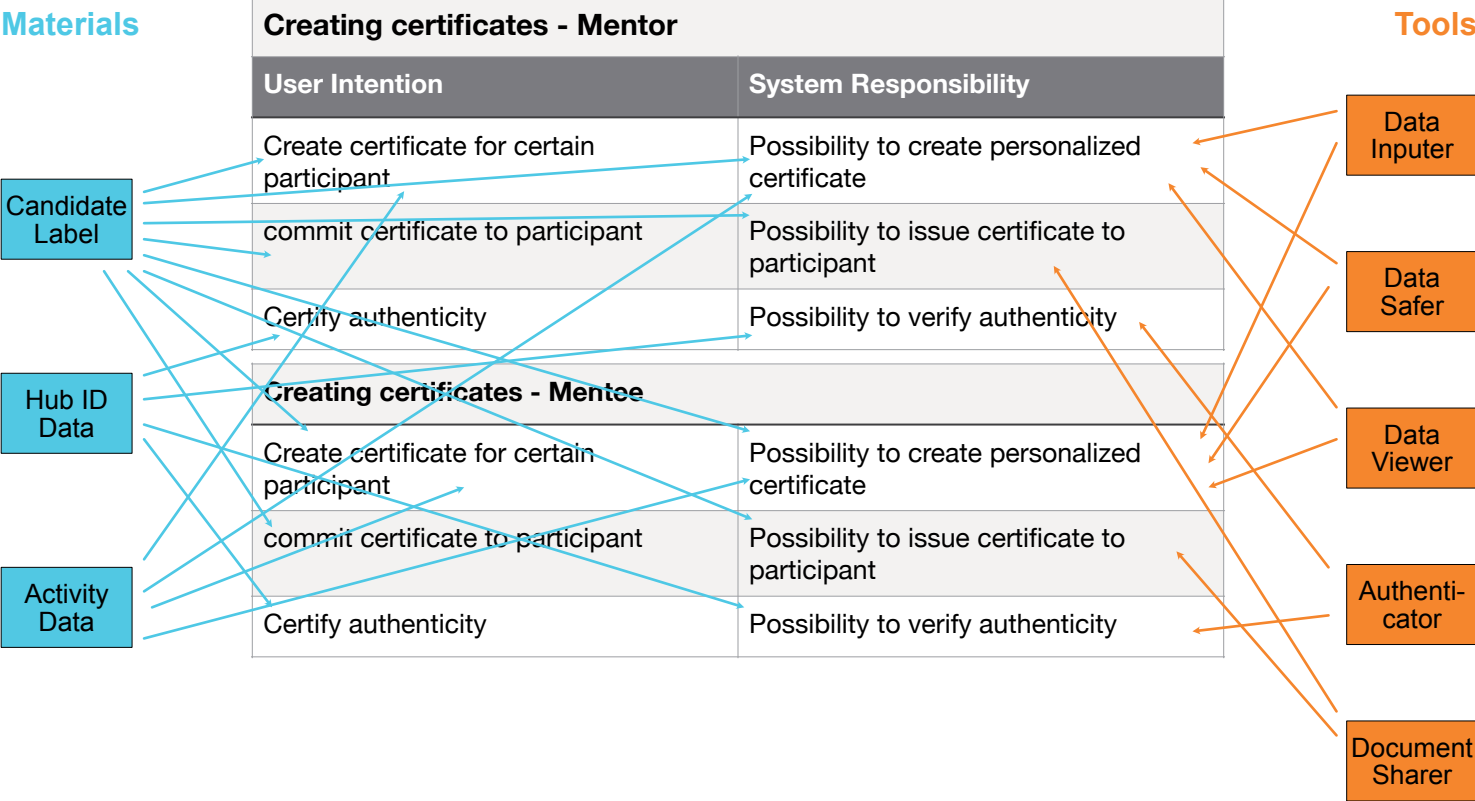 Materials
Creating certificates - Mentor
Tools
User Intention
System Responsibility
Create certificate for certain
participant
Possibility to create personalized
certificate
commit certificate to participant
Possibility to issue certificate to
participant
Certify authenticity
Possibility to verify authenticity
Creating certificates - Mentee
Create certificate for certain
participant
Possibility to create personalized
certificate
commit certificate to participant
Possibility to issue certificate to
participant
Certify authenticity
Possibility to verify authenticity
Candidate
Label
Hub ID
Data
Activity
Data
Data
Inputer
Data
Safer
Data
Viewer
Authenti-
cator
Document
Sharer